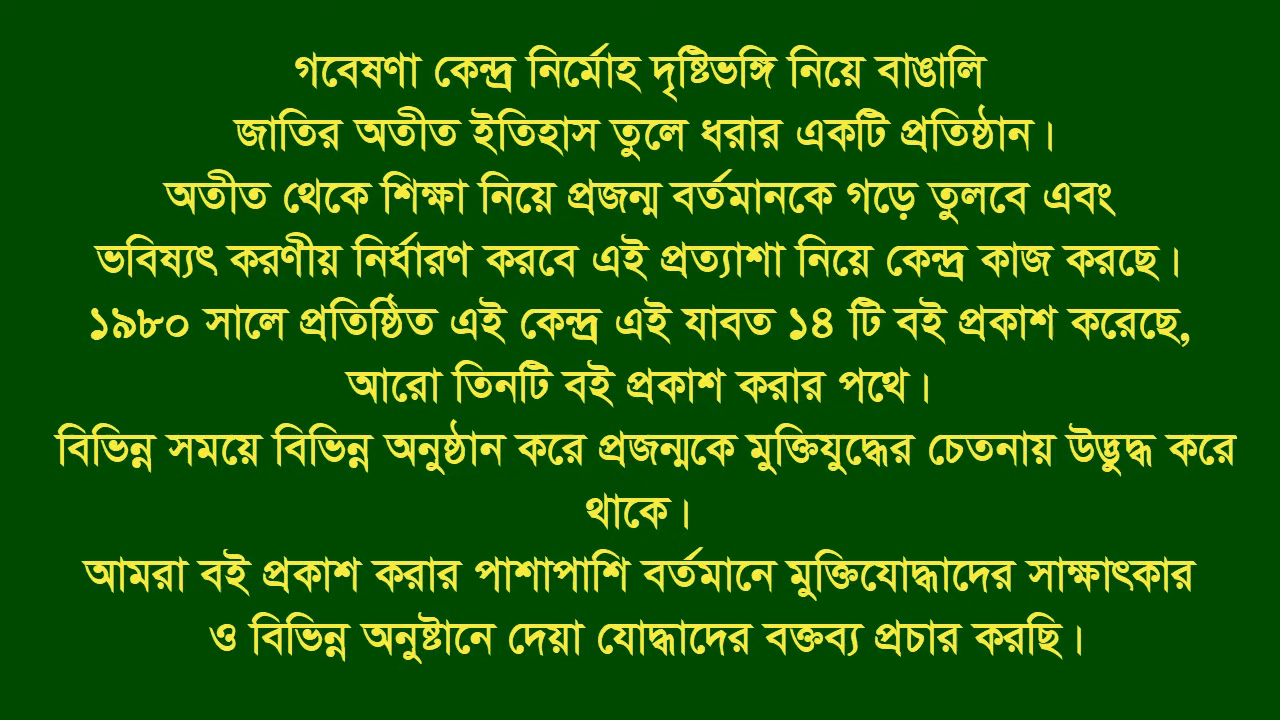 গবেষণা কেন্দ্র নির্মোহ দৃষ্টিভঙ্গি নিয়ে বাঙালি
জাতির অতীত ইতিহাস তুলে ধরার একটি প্রতিষ্ঠান।
অতীত থেকে শিক্ষা নিয়ে প্রজন্ম বর্তমানকে গড়ে তুলবে এবং
ভবিষ্যৎ করণীয় নির্ধারণ করবে এই প্রত্যাশা নিয়ে কেন্দ্র কাজ করছে।
১৯৮০ সালে প্রতিষ্ঠিত এই কেন্দ্র এই যাবত ১৪ টি বই প্রকাশ করেছে,
আরো তিনটি বই প্রকাশ করার পথে।
বিভিন্ন সময়ে বিভিন্ন অনুষ্ঠান করে প্রজন্মকে মুক্তিযুদ্ধের চেতনায় উদ্ভুদ্ধ করে
থাকে।
আমরা বই প্রকাশ করার পাশাপাশি বর্তমানে মুক্তিযোদ্ধাদের সাক্ষাৎকার
ও বিভিন্ন অনুষ্টানে দেয়া যোদ্ধাদের বক্তব্য প্রচার করছি।